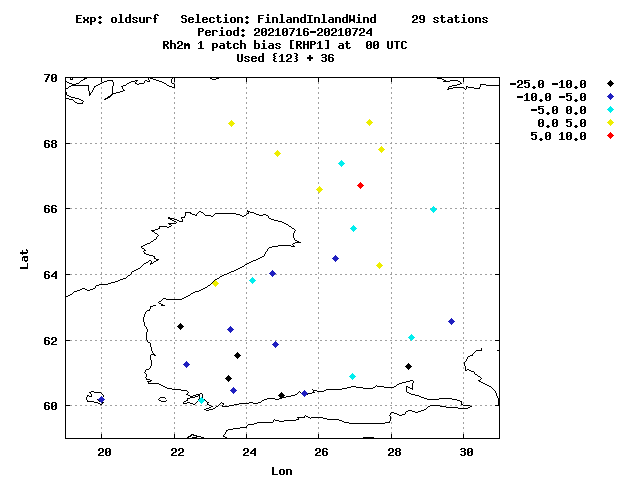 Exp: oldsurf   Selection: FinlandInlandWind     29 stations
Period: 20210716-20210724
Rh2m 1 patch bias [RHP1] at  00 UTC
Used {12} + 36
-25.0 -10.0
-10.0 -5.0
-5.0 0.0
0.0 5.0
5.0 10.0
70
68
66
64
62
60
Lat
20 22 24 26 28 30
Lon